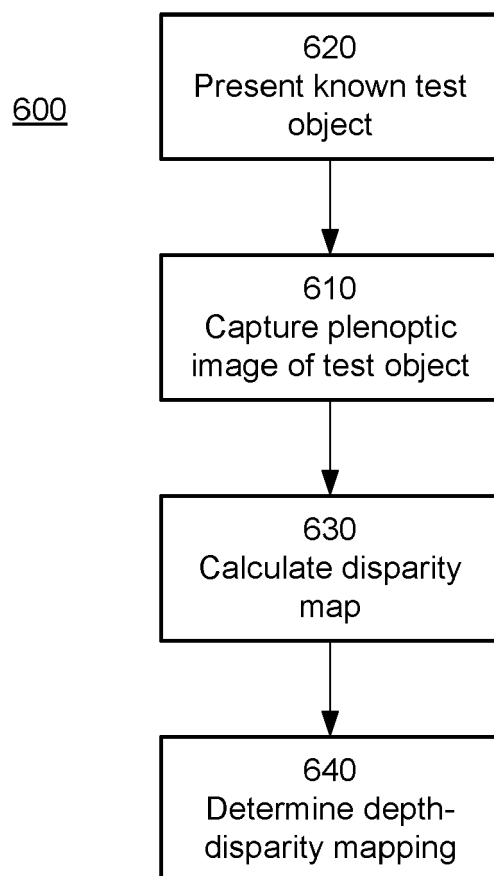 600
620
Present known test
object
610
Capture plenoptic
image of test object
630
Calculate disparity
map
640
Determine depth-
disparity mapping